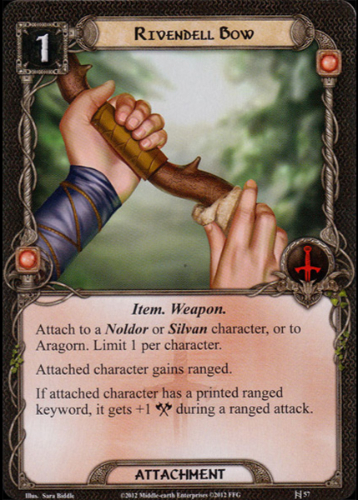 1
RIVENDELL BOW
Item. Weapon.
Attach to a Noldor or Silvan character, or to
Aragorn. Limit 1 per character.
Attached character gains ranged.
If attached character has a printed ranged
keyword, it gets +1 during a ranged attack.
ATTACHMENT
Illus. Sara Biddle
©2012 Middle-earth Enterprises ©2012 FFG
57